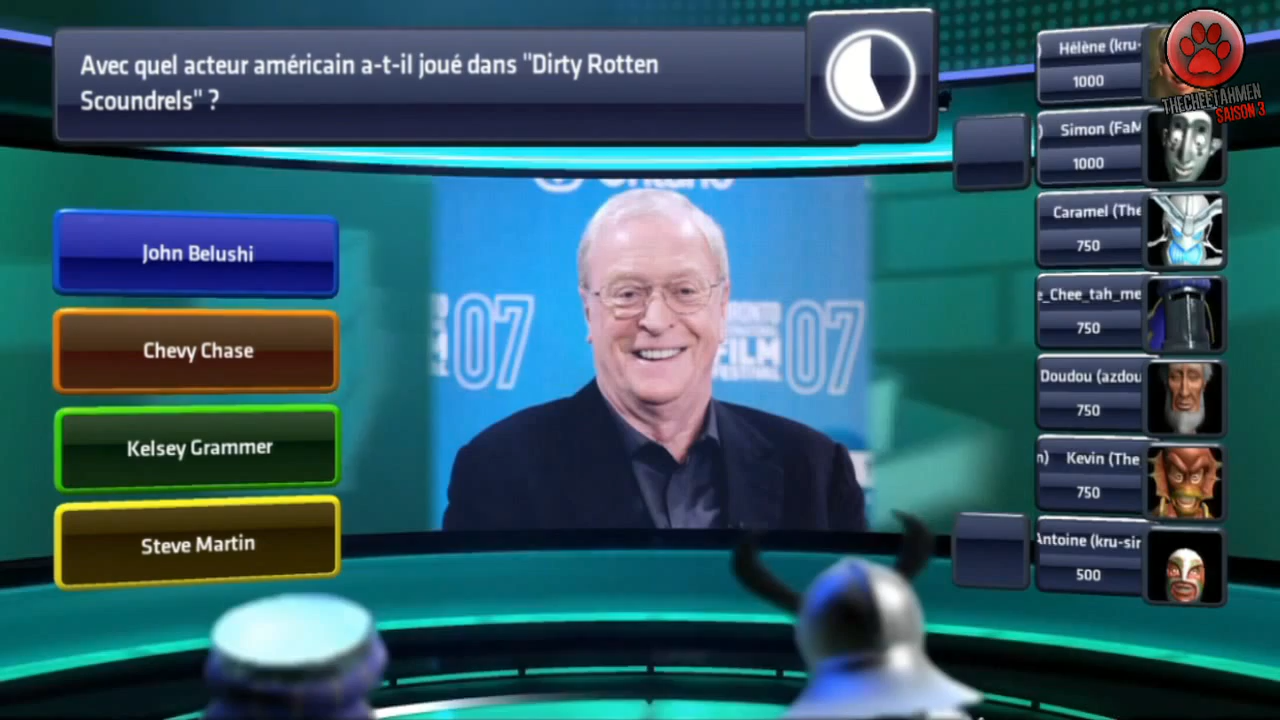 Avec quel acteur américain a-t-il joué dans "Dirty Rotten
Scoundrels" ?
John Belushi
Chevy Chase
Kelsey Grammer
Steve Martin
Ontario
07
07
FILM
FESTIVAL
) Hélène (kru-
1000
) Simon (FaM
1000
Caramel (The
750
e_Chee_tah_me
750
Doudou (azdou
750
n) Kevin (The
750
Antoine (kru-sir
500
THECHEETAHMEN
SAISON 3